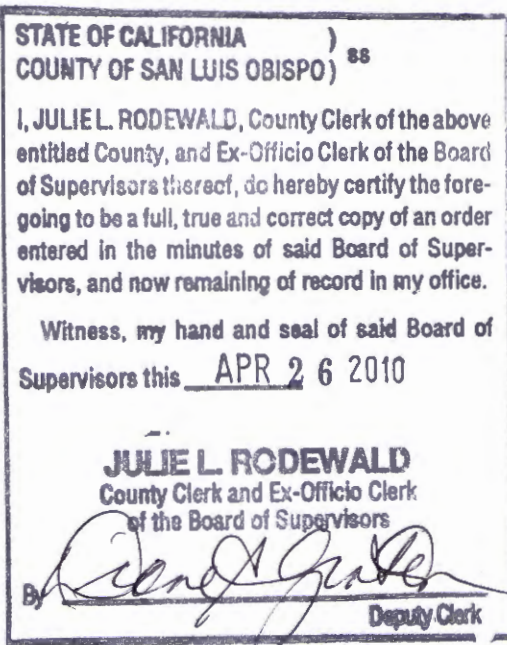 STATE OF CALIFORNIA )
COUNTY OF SAN LUIS OBISPO) ss
I, JULIE L. RODEWALD, County Clerk of the above
entitled County, and Ex-Officio Clerk of the Board
of Supervisors thereof, do hereby certify the fore-
going to be a full, true and correct copy of an order
entered in the minutes of said Board of Super-
visors, and now remaining of record in my office.
Witness, my hand and seal of said Board of
Supervisors this APR 26 2010
JULIE L. RODEWALD
County Clerk and Ex-Officio Clerk
of the Board of Supervisors
By
Deputy Clerk